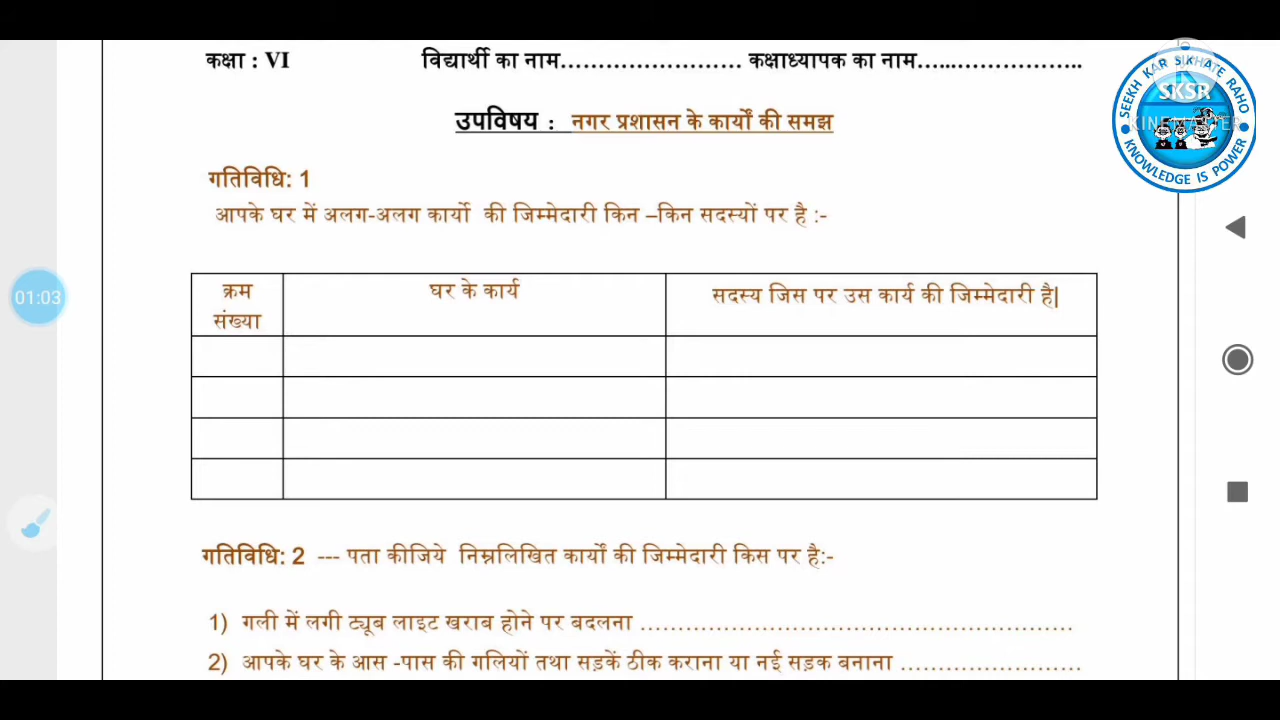 कक्षा : VI विद्यार्थी का नाम........................ कक्षाध्यापक का नाम......................
उपविषय : नगर प्रशासन के कार्यों की समझ
गतिविधि: 1
आपके घर में अलग-अलग कार्यो की जिम्मेदारी किन –किन सदस्यों पर है :-
क्रम संख्या घर के कार्य सदस्य जिस पर उस कार्य की जिम्मेदारी है|
गतिविधि: 2 --- पता कीजिये निम्नलिखित कार्यों की जिम्मेदारी किस पर है:-
1) गली में लगी ट्यूब लाइट खराब होने पर बदलना ........................................................
2) आपके घर के आस -पास की गलियों तथा सड़कें ठीक कराना या नई सड़क बनाना ........................
SEEKH KAR SIKHATE RAHO
SKSR
KINEMASTER
KNOWLEDGE IS POWER
01:03